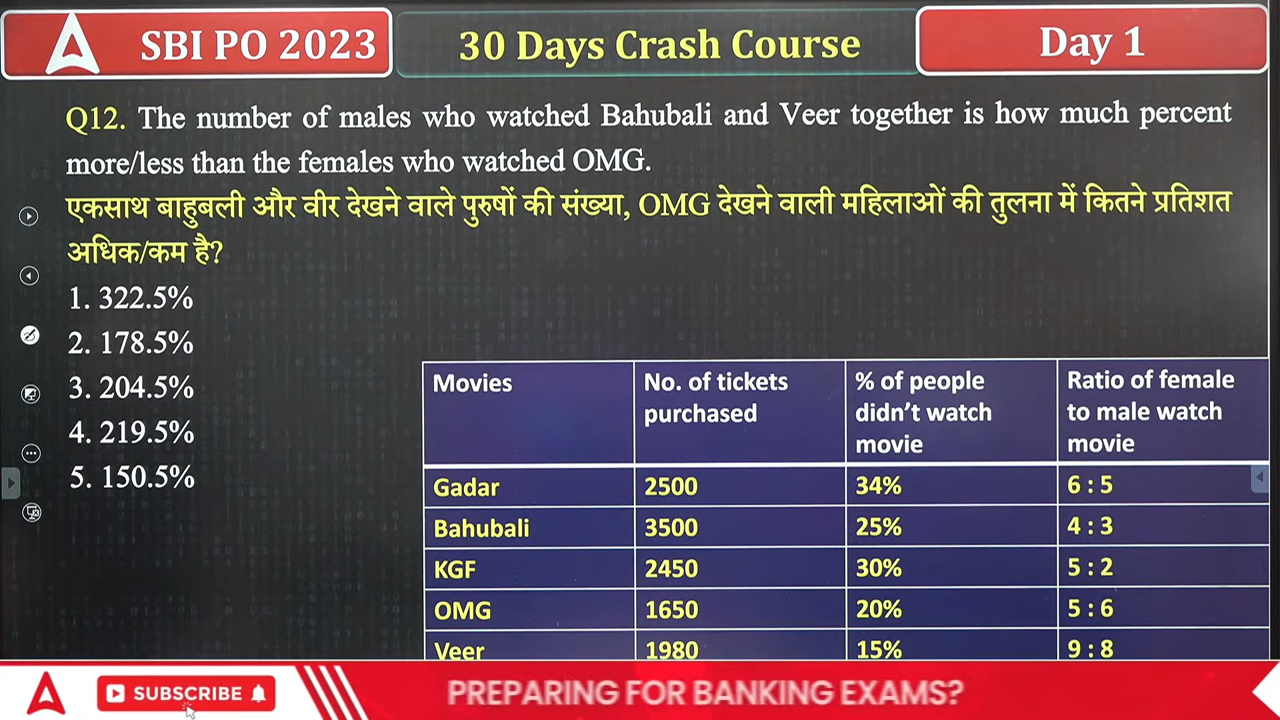 SBI PO 2023
30 Days Crash Course
Day 1
Q12. The number of males who watched Bahubali and Veer together is how much percent
more/less than the females who watched OMG.
एकसाथ बाहुबली और वीर देखने वाले पुरुषों की संख्या, OMG देखने वाली महिलाओं की तुलना में कितने प्रतिशत
अधिक/कम है?
1. 322.5%
2. 178.5%
3. 204.5%
4. 219.5%
5. 150.5%
Movies
No. of tickets
purchased
% of people
didn’t watch
movie
Ratio of female
to male watch
movie
Gadar 2500 34% 6 : 5
Bahubali 3500 25% 4 : 3
KGF 2450 30% 5 : 2
OMG 1650 20% 5 : 6
Veer 1980 15% 9 : 8
SUBSCRIBE
PREPARING FOR BANKING EXAMS?